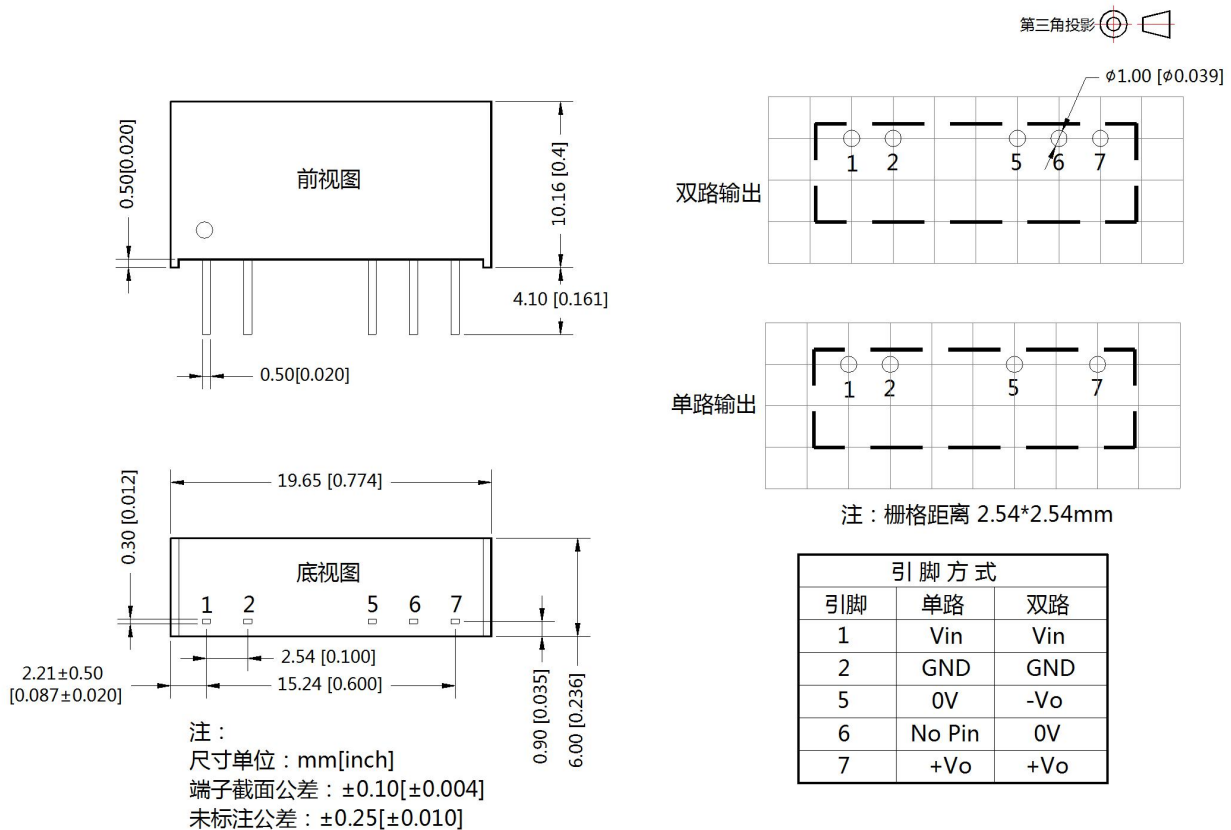 第三角投影
ø1.00 [ø0.039]
0.50[0.020]
前视图
10.16 [0.4]
4.10 [0.161]
0.50[0.020]
双路输出
1 2 5 6 7
单路输出
1 2 5 7
注：栅格距离 2.54*2.54mm
19.65 [0.774]
0.30 [0.012]
底视图
1 2 5 6 7
2.54 [0.100]
15.24 [0.600]
2.21±0.50
[0.087±0.020]
0.90 [0.035]
6.00 [0.236]
注：
尺寸单位：mm[inch]
端子截面公差：±0.10[±0.004]
未标注公差：±0.25[±0.010]
引脚方式
引脚 单路 双路
1 Vin Vin
2 GND GND
5 0V -Vo
6 No Pin 0V
7 +Vo +Vo